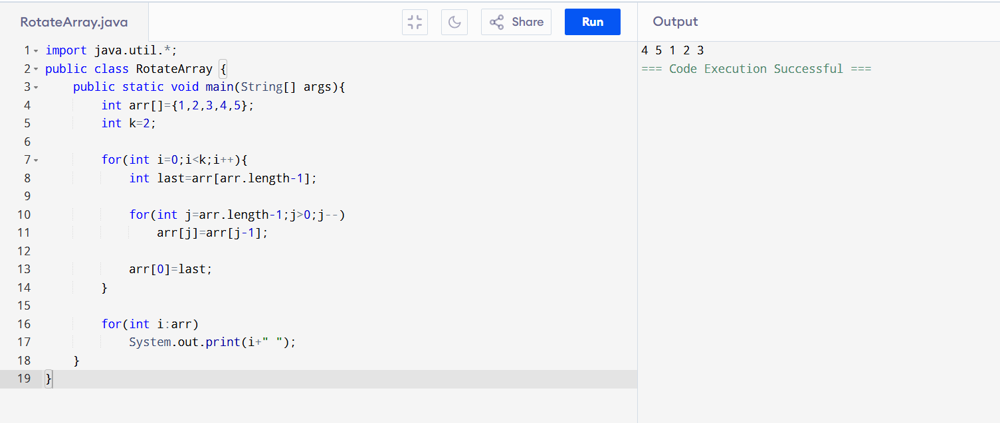 RotateArray.java
Share
Run
Output
1 import java.util.*;
2 public class RotateArray {
3     public static void main(String[] args){
4         int arr[]={1,2,3,4,5};
5         int k=2;
6
7         for(int i=0;i<k;i++){
8             int last=arr[arr.length-1];
9
10             for(int j=arr.length-1;j>0;j--)
11                 arr[j]=arr[j-1];
12
13             arr[0]=last;
14         }
15
16         for(int i:arr)
17             System.out.print(i+" ");
18     }
19 }
4 5 1 2 3
=== Code Execution Successful ===